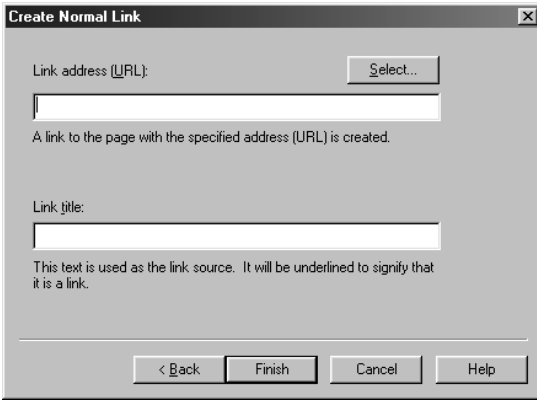 Create Normal Link
Link address (URL):
Select...
A link to the page with the specified address (URL) is created.
Link title:
This text is used as the link source.  It will be underlined to signify that
it is a link.
< Back
Finish
Cancel
Help